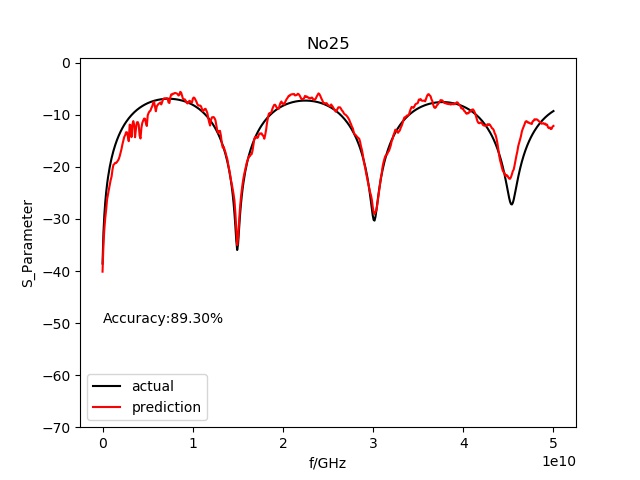 No25
0
−10
−20
−30
−40
−50
−60
−70
S_Parameter
Accuracy:89.30%
actual
prediction
0 1 2 3 4 5
1e10
f/GHz